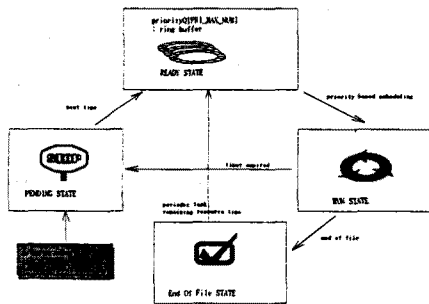 priorityQ[PRI_MAX_NUM]
: ring buffer
READY STATE
next time
priority based scheduling
PENDING STATE
timer expired
RUN STATE
periodic task
remaining resource time
end of file
End Of File STATE